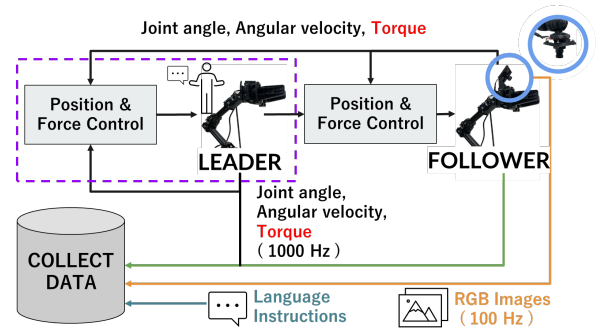 Joint angle, Angular velocity, Torque
Position &
Force Control
LEADER
Position &
Force Control
FOLLOWER
Joint angle,
Angular velocity,
Torque
(1000 Hz)
COLLECT
DATA
Language
Instructions
RGB Images
(100 Hz)